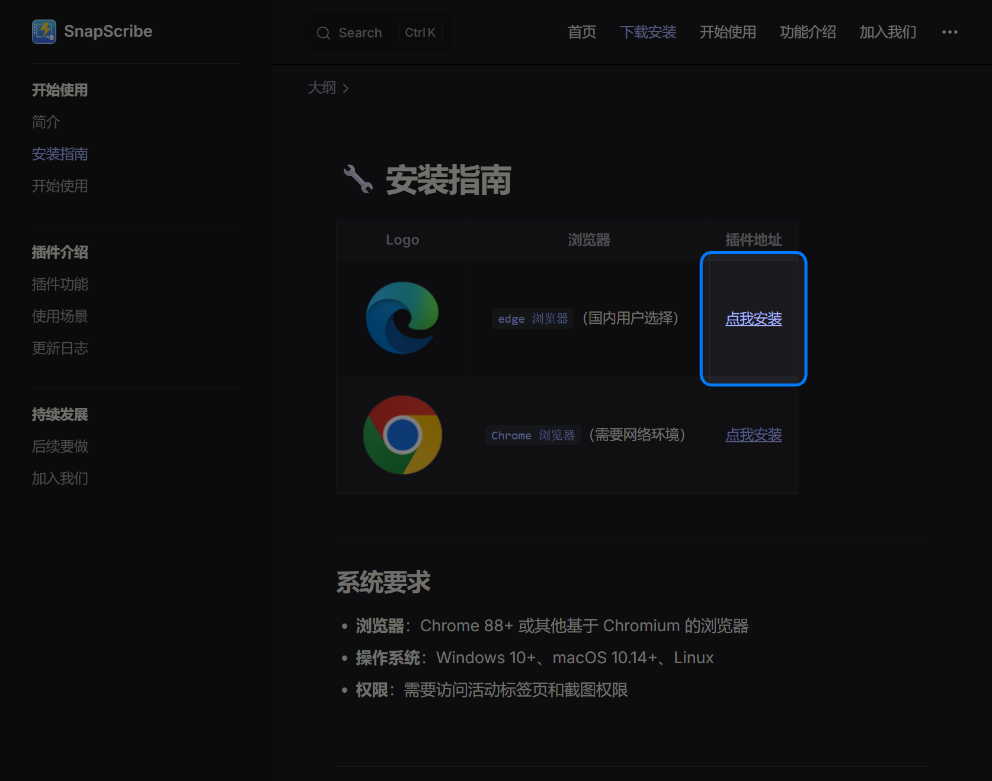 SnapScribe
Search Ctrl K
首页 下载安装 开始使用 功能介绍 加入我们
开始使用
简介
安装指南
开始使用
插件介绍
插件功能
使用场景
更新日志
持续发展
后续要做
加入我们
大纲
安装指南
Logo 浏览器 插件地址
edge 浏览器 (国内用户选择) 点我安装
Chrome 浏览器 (需要网络环境) 点我安装
系统要求
• 浏览器：Chrome 88+ 或其他基于 Chromium 的浏览器
• 操作系统：Windows 10+、macOS 10.14+、Linux
• 权限：需要访问活动标签页和截图权限